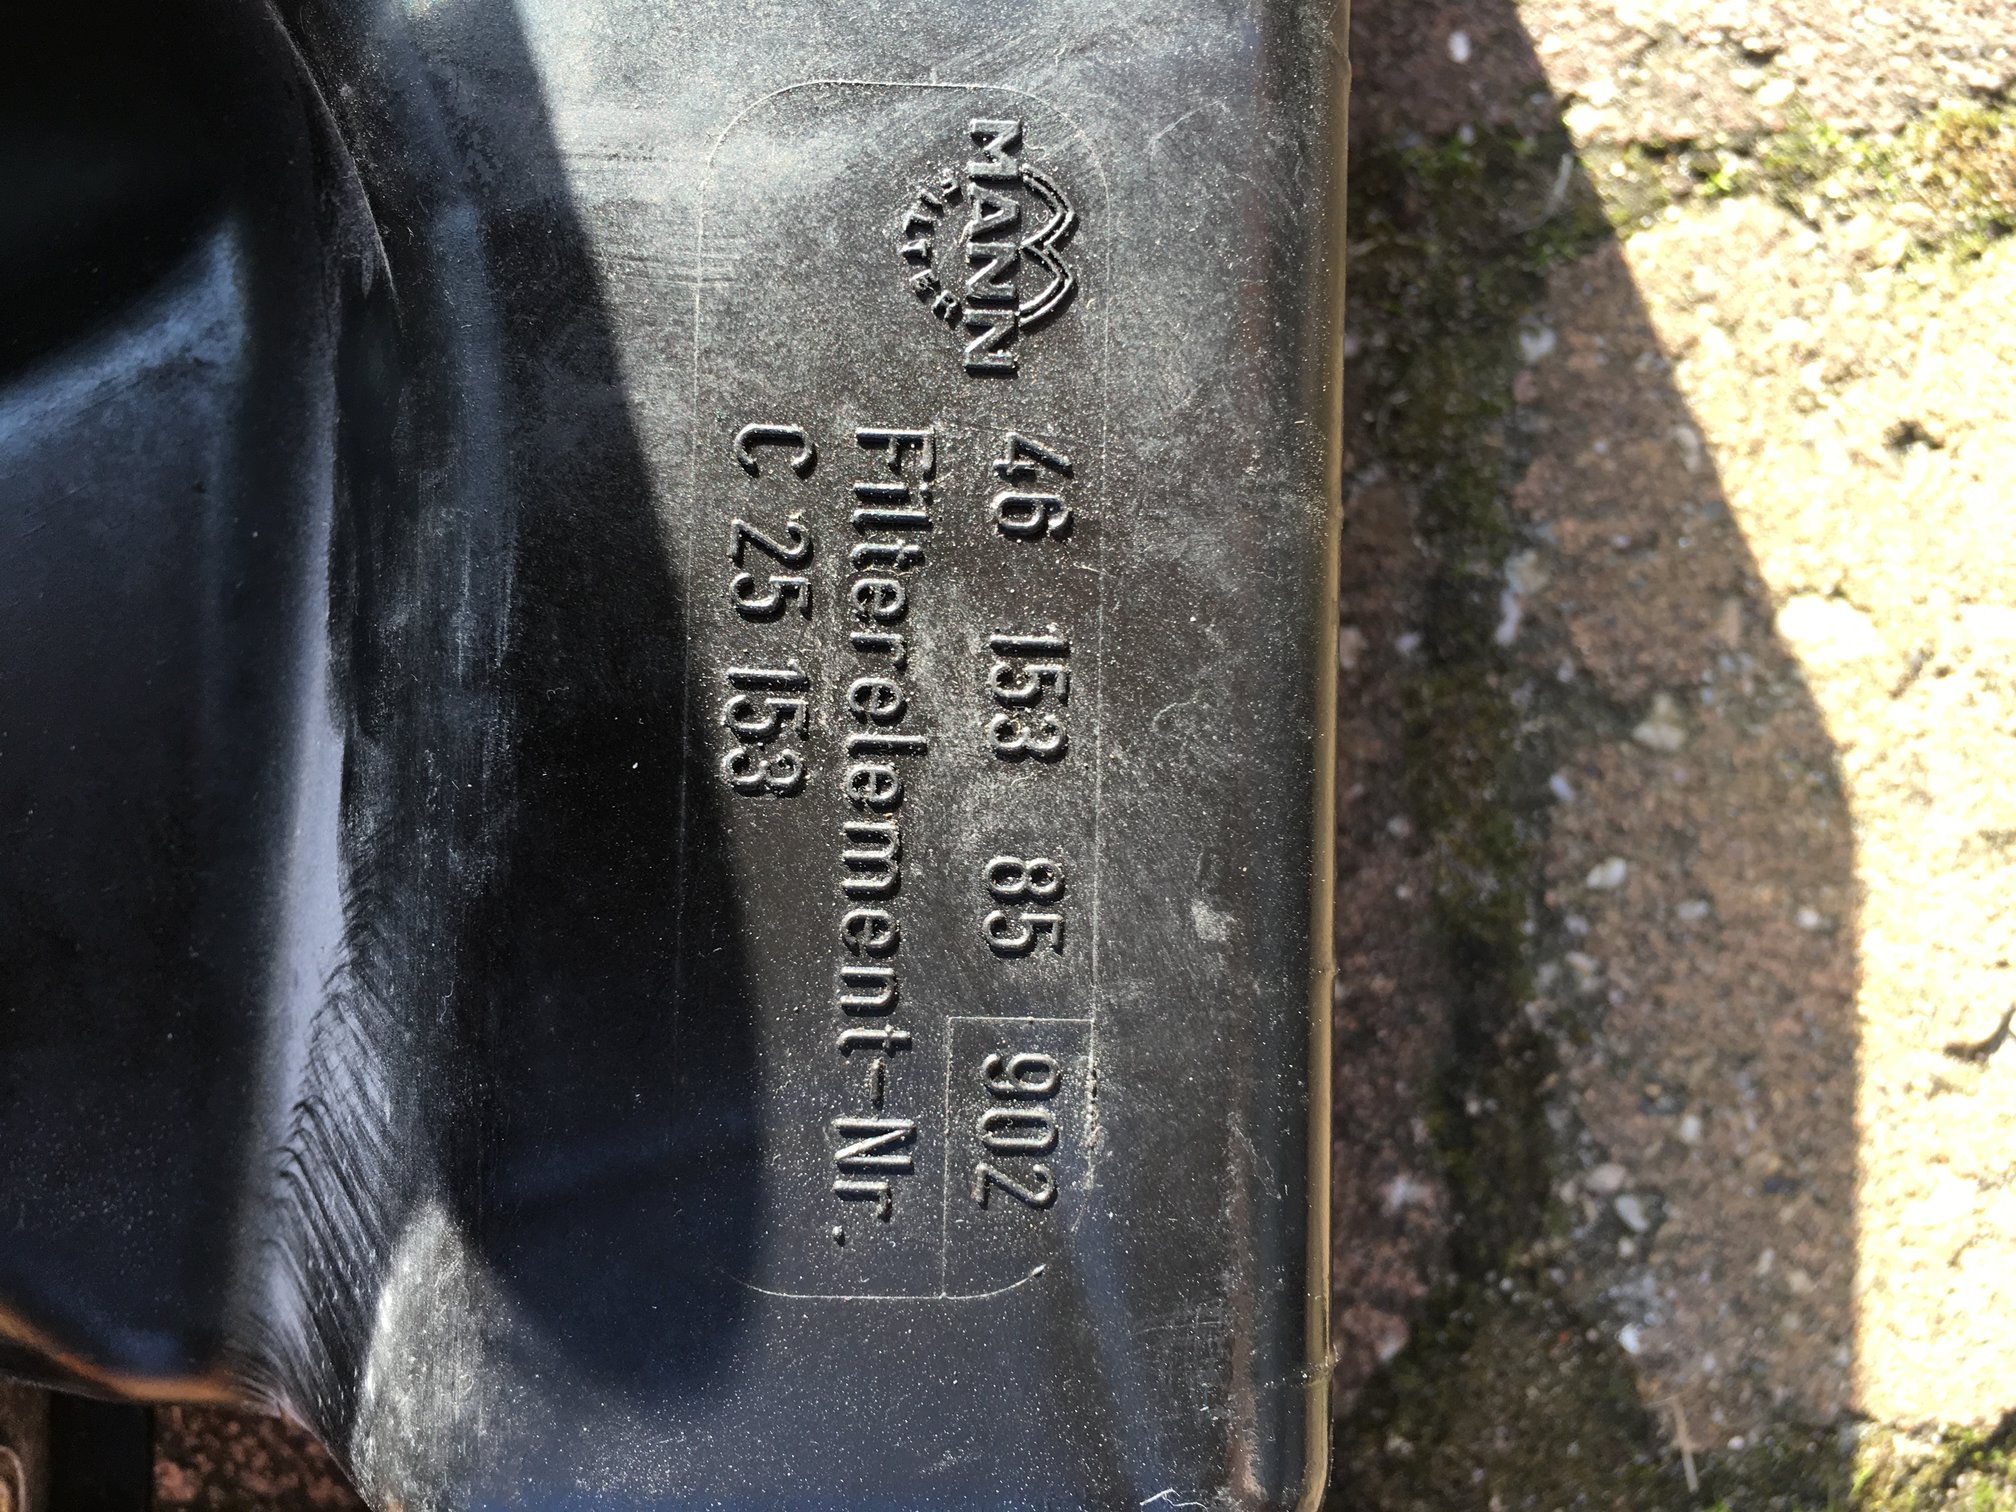 MANN
FILTER
46 153 85 902
Filterelement-Nr.
C 25 153